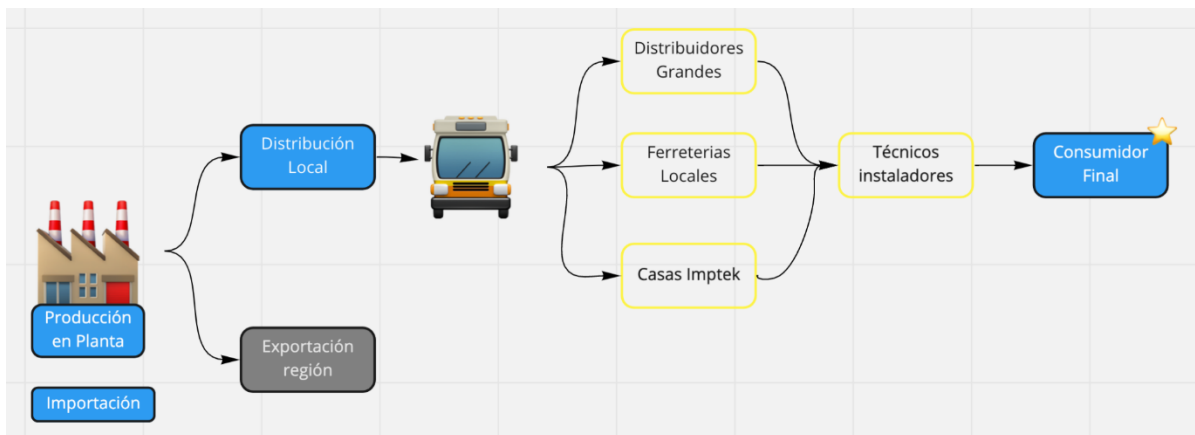 Producción
en Planta
Importación
Distribución
Local
Exportación
región
Distribuidores
Grandes
Ferreterias
Locales
Casas Imptek
Técnicos
instaladores
Consumidor
Final